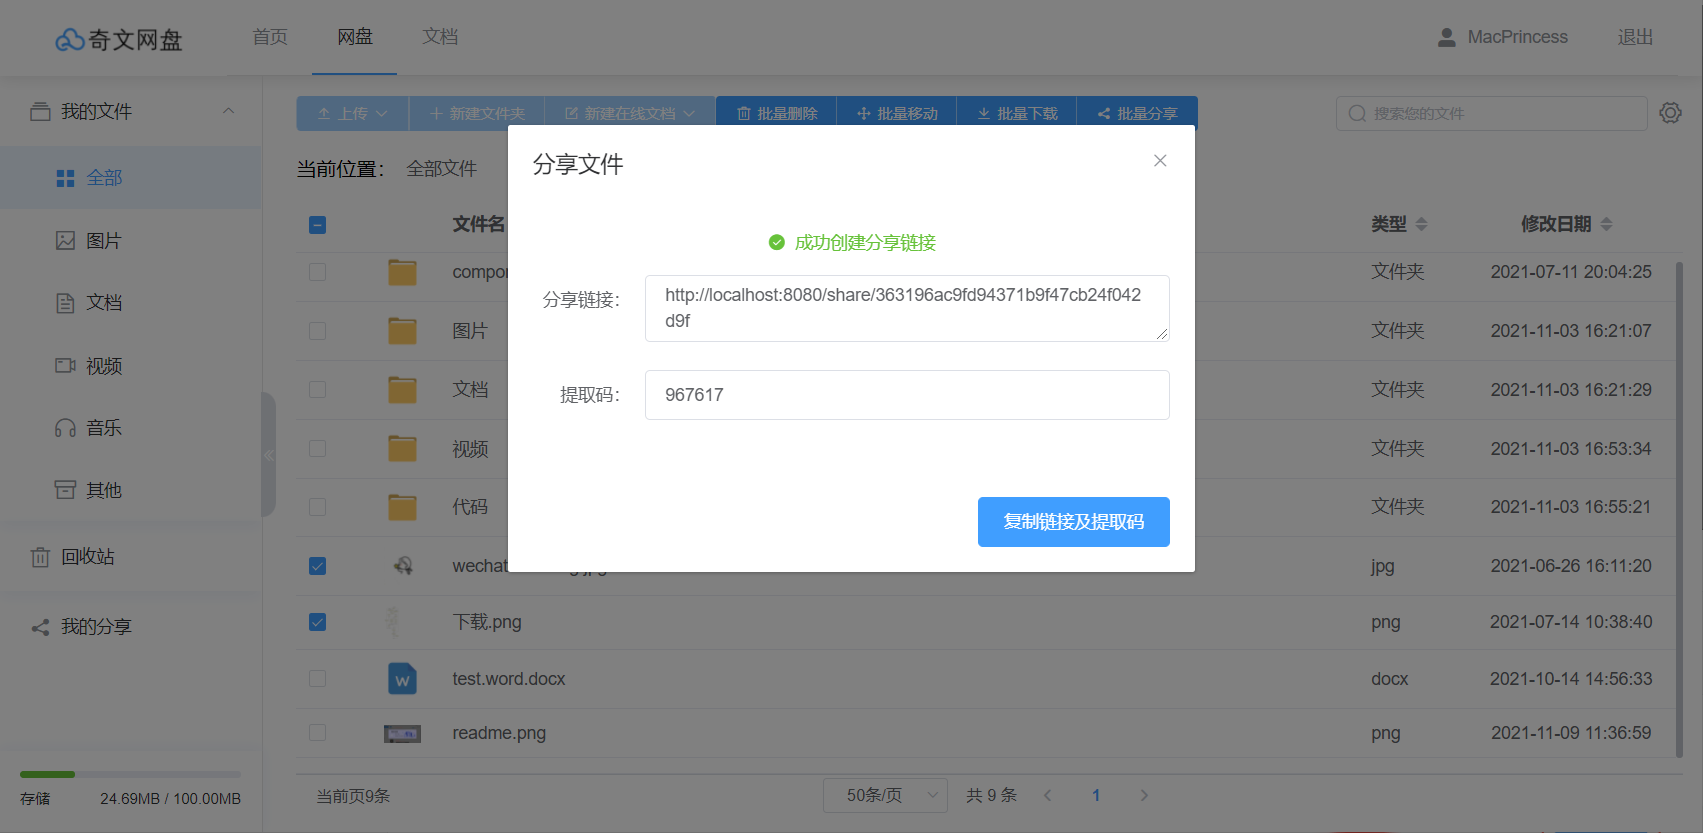 奇文网盘
首页
网盘
文档
MacPrincess
退出
我的文件
全部
图片
文档
视频
音乐
其他
回收站
我的分享
存储
24.69MB / 100.00MB
上传
新建文件夹
新建在线文档
批量删除
批量移动
批量下载
批量分享
搜索您的文件
当前位置：
全部文件
文件名
类型
修改日期
文件夹
2021-07-11 20:04:25
图片
文件夹
2021-11-03 16:21:07
文档
文件夹
2021-11-03 16:21:29
视频
文件夹
2021-11-03 16:53:34
代码
文件夹
2021-11-03 16:55:21
wechat
jpg
2021-06-26 16:11:20
下载.png
png
2021-07-14 10:38:40
test.word.docx
docx
2021-10-14 14:56:33
readme.png
png
2021-11-09 11:36:59
当前页9条
50条/页
共 9 条
1
分享文件
成功创建分享链接
分享链接：
http://localhost:8080/share/363196ac9fd94371b9f47cb24f042
d9f
提取码：
967617
复制链接及提取码